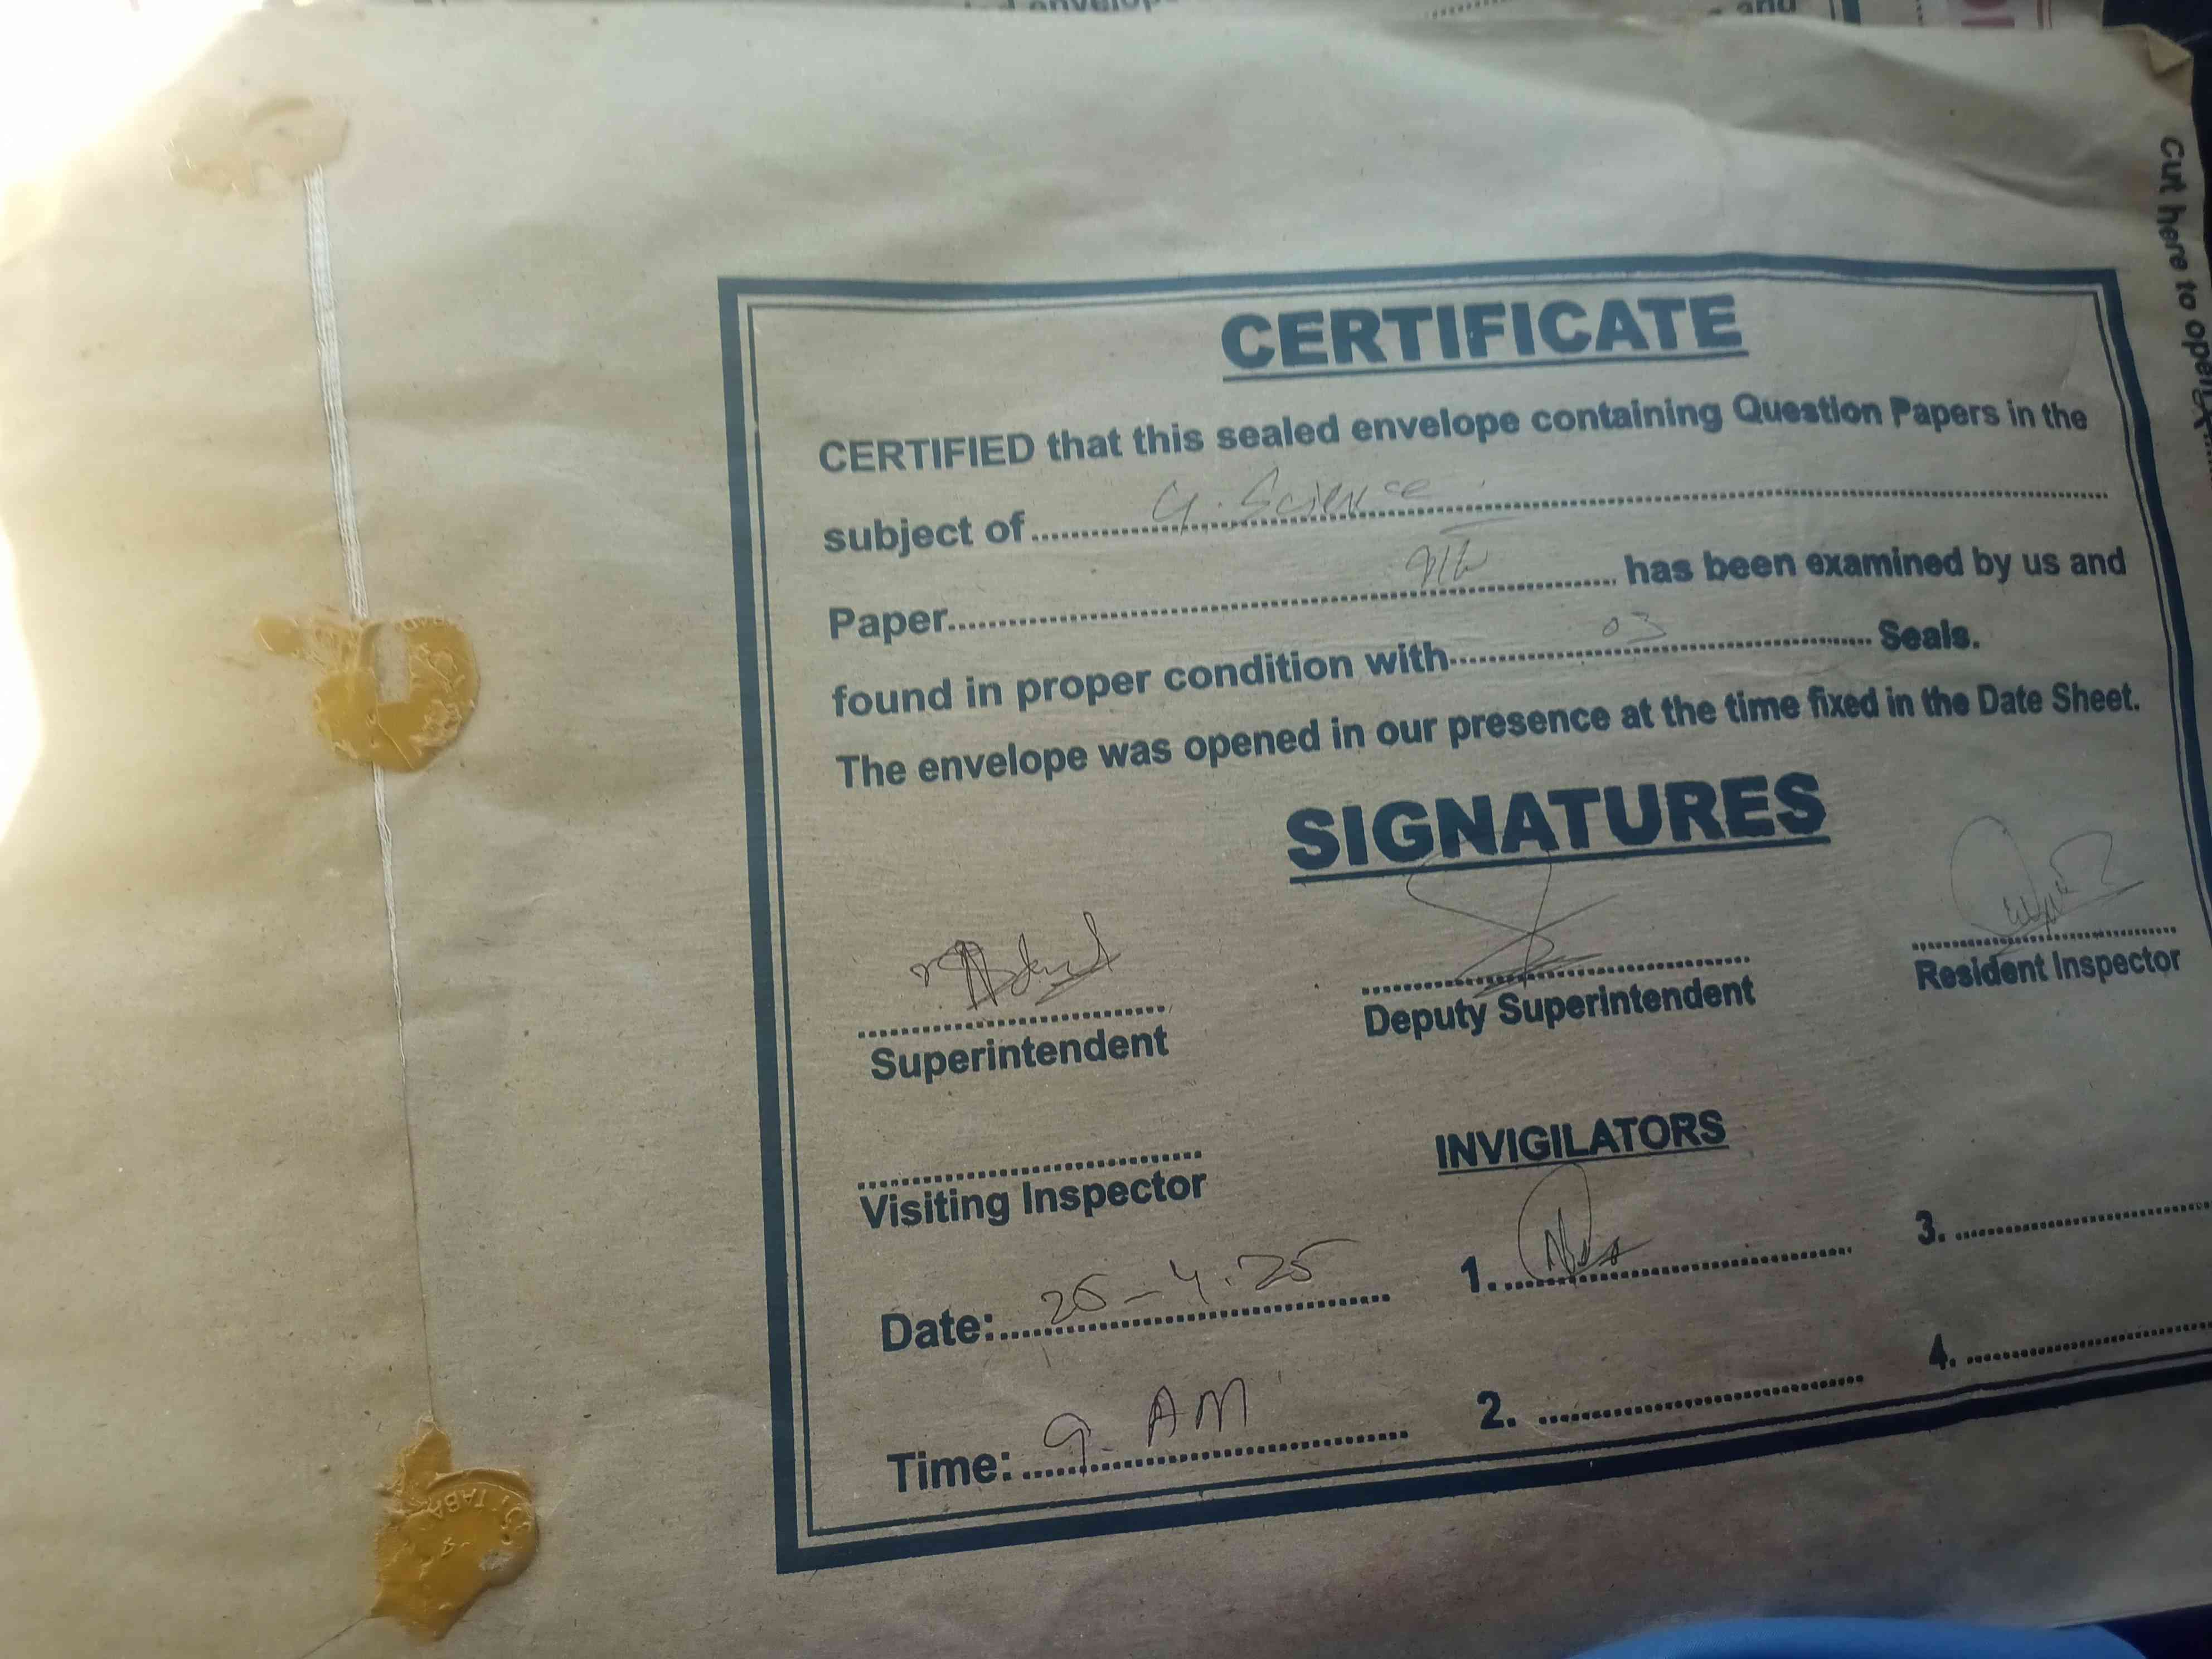 Cut here to open
CERTIFICATE
CERTIFIED that this sealed envelope containing Question Papers in the
subject of G. Science
Paper 9th has been examined by us and
found in proper condition with 03 Seals.
The envelope was opened in our presence at the time fixed in the Date Sheet.
SIGNATURES
Superintendent
Deputy Superintendent
Resident Inspector
Visiting Inspector
INVIGILATORS
Date: 25-4.25
1.
3.
Time: 9. AM
2.
4.